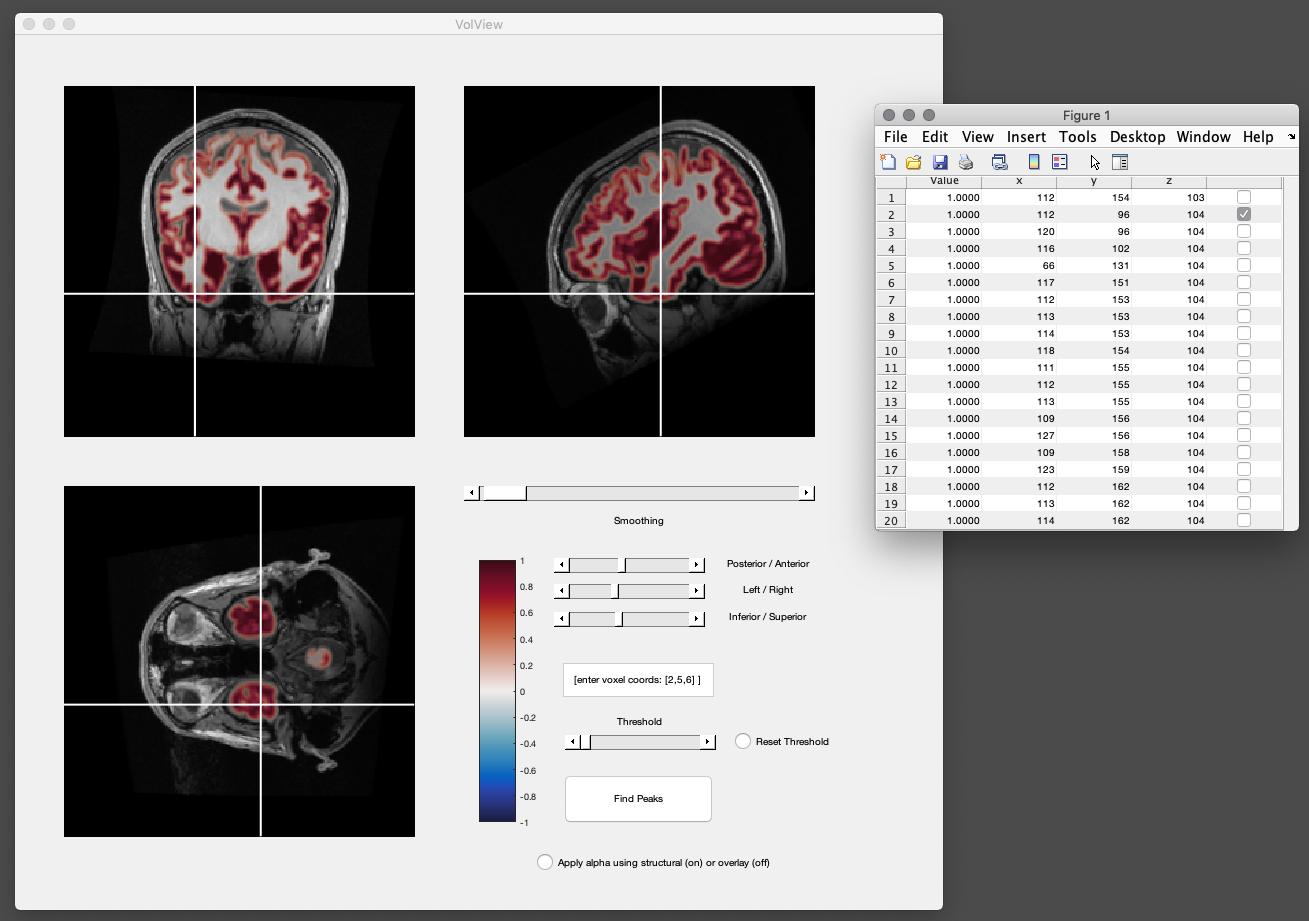 VolView
Smoothing
1
0.8
0.6
0.4
0.2
0
-0.2
-0.4
-0.6
-0.8
-1
Posterior / Anterior
Left / Right
Inferior / Superior
[enter voxel coords: [2,5,6] ]
Threshold
Reset Threshold
Find Peaks
Apply alpha using structural (on) or overlay (off)
Figure 1
File Edit View Insert Tools Desktop Window Help
Value x y z
1 1.0000 112 154 103
2 1.0000 112 96 104
3 1.0000 120 96 104
4 1.0000 116 102 104
5 1.0000 66 131 104
6 1.0000 117 151 104
7 1.0000 112 153 104
8 1.0000 113 153 104
9 1.0000 114 153 104
10 1.0000 118 154 104
11 1.0000 111 155 104
12 1.0000 112 155 104
13 1.0000 113 155 104
14 1.0000 109 156 104
15 1.0000 127 156 104
16 1.0000 109 158 104
17 1.0000 123 159 104
18 1.0000 112 162 104
19 1.0000 113 162 104
20 1.0000 114 162 104